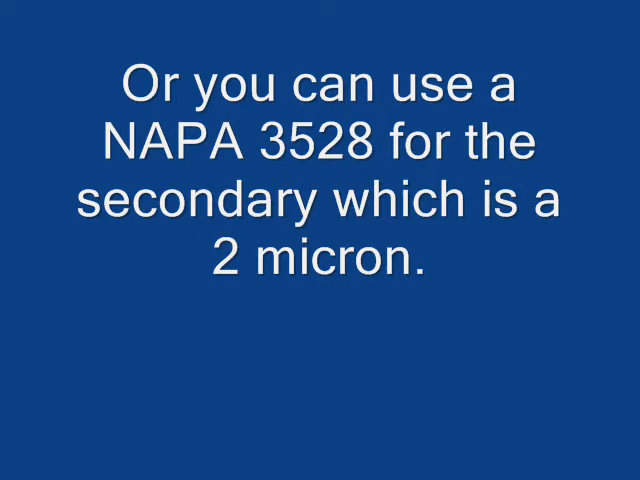 Or you can use a
NAPA 3528 for the
secondary which is a
2 micron.